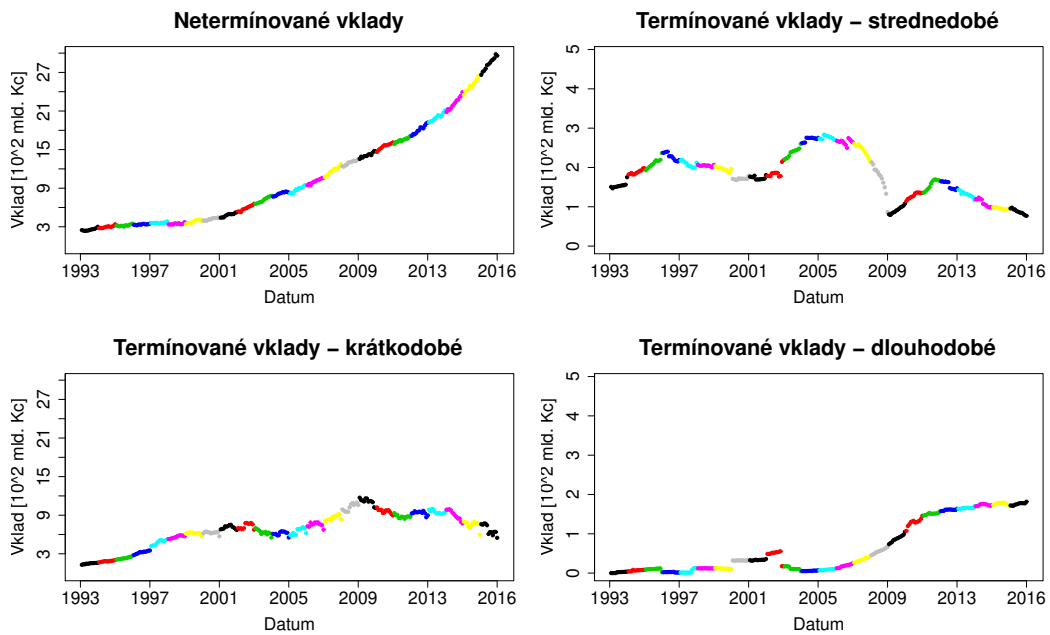 Netermínované vklady
Vklad [10^2 mld. Kc]
3
9
15
21
27
1993 1997 2001 2005 2009 2013 2016
Datum
Termínované vklady − strednedobé
Vklad [10^2 mld. Kc]
0
1
2
3
4
5
1993 1997 2001 2005 2009 2013 2016
Datum
Termínované vklady − krátkodobé
Vklad [10^2 mld. Kc]
3
9
15
21
27
1993 1997 2001 2005 2009 2013 2016
Datum
Termínované vklady − dlouhodobé
Vklad [10^2 mld. Kc]
0
1
2
3
4
5
1993 1997 2001 2005 2009 2013 2016
Datum